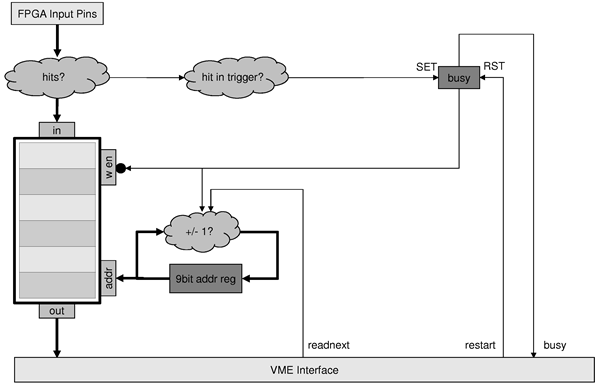 FPGA Input Pins
hits?
hit in trigger?
SET
RST
busy
in
w en
+/- 1?
addr
9bit addr reg
out
readnext
restart
busy
VME Interface